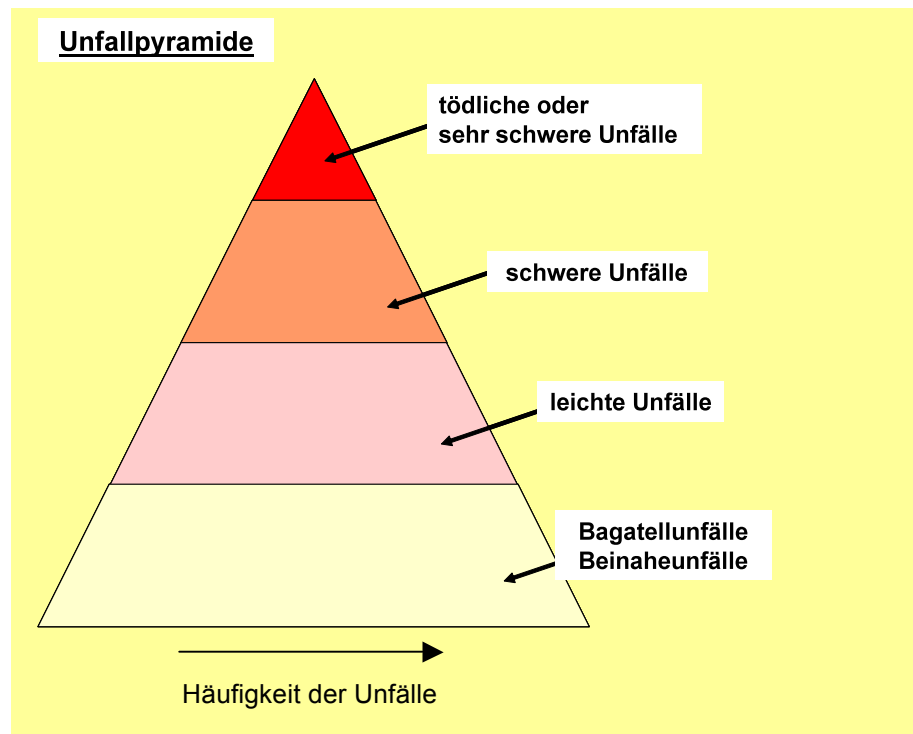 Unfallpyramide
tödliche oder
sehr schwere Unfälle
schwere Unfälle
leichte Unfälle
Bagatellunfälle
Beinaheunfälle
Häufigkeit der Unfälle